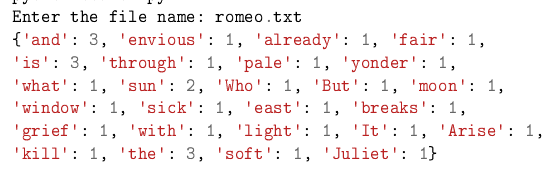 Enter the file name: romeo.txt
{'and': 3, 'envious': 1, 'already': 1, 'fair': 1,
'is': 3, 'through': 1, 'pale': 1, 'yonder': 1,
'what': 1, 'sun': 2, 'Who': 1, 'But': 1, 'moon': 1,
'window': 1, 'sick': 1, 'east': 1, 'breaks': 1,
'grief': 1, 'with': 1, 'light': 1, 'It': 1, 'Arise': 1,
'kill': 1, 'the': 3, 'soft': 1, 'Juliet': 1}